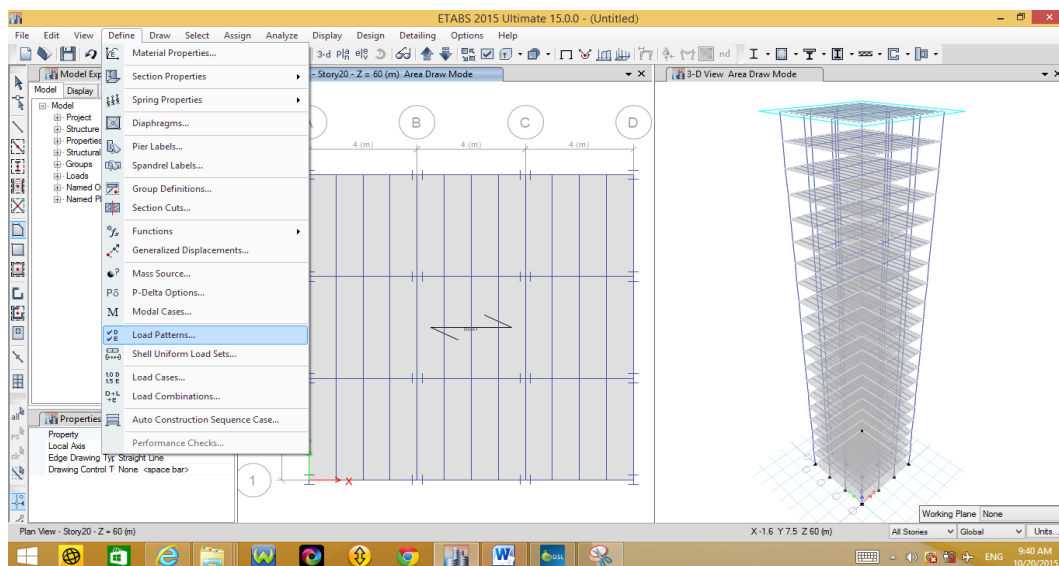 ETABS 2015 Ultimate 15.0.0 - (Untitled)
File Edit View Define Draw Select Assign Analyze Display Design Detailing Options Help
3-d
nd
Model Exp
Model Display
Model
Project
Structure
Properties
Structural
Groups
Loads
Named O
Named Pl
Material Properties...
Section Properties
Spring Properties
Diaphragms...
Pier Labels...
Spandrel Labels...
Group Definitions...
Section Cuts...
Functions
Generalized Displacements...
Mass Source...
Pδ P-Delta Options...
M Modal Cases...
Load Patterns...
Shell Uniform Load Sets...
Load Cases...
Load Combinations...
Auto Construction Sequence Case...
Performance Checks...
- Story20 - Z = 60 (m) Area Draw Mode
B C D
4 (m) 4 (m) 4 (m)
1
X
3-D View Area Draw Mode
Properties
Property
Local Axis
Edge Drawing Typ Straight Line
Drawing Control T None <space bar>
all
Working Plane None
Plan View - Story20 - Z = 60 (m)
X -1.6 Y 7.5 Z 60 (m)
All Stories
Global
Units...
ENG
9:40 AM
10/20/2015